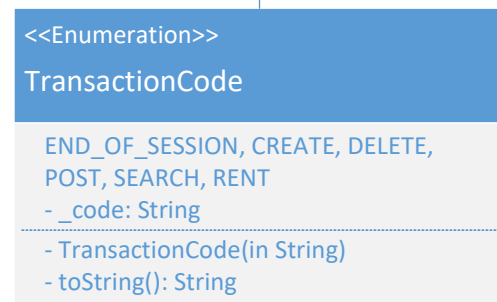 <<Enumeration>>
TransactionCode
END_OF_SESSION, CREATE, DELETE,
POST, SEARCH, RENT
- _code: String
- TransactionCode(in String)
- toString(): String